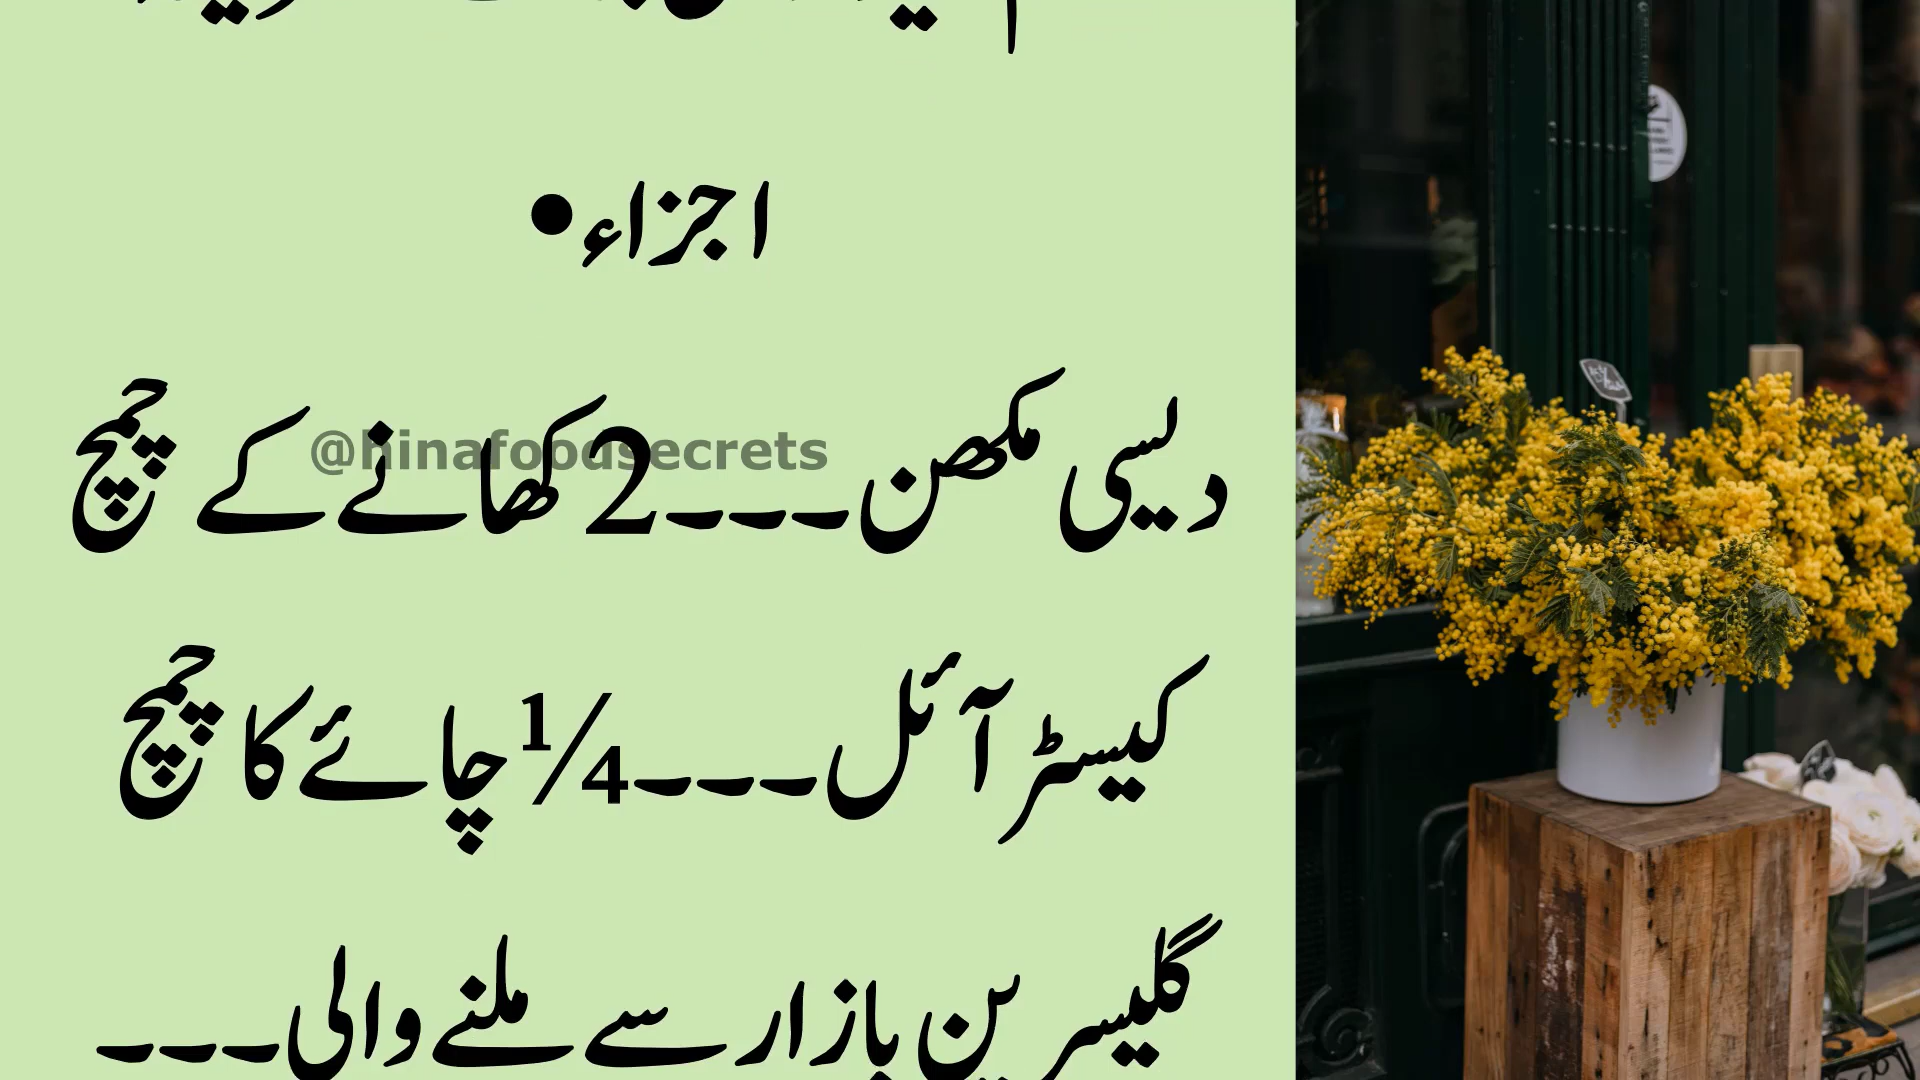 اجزاء•
دیسی مکھن۔۔۔2 کھانے کے چمچ
@hinafoodsecrets
کیسٹر آئل۔۔۔¼ چائے کا چمچ
گلیسرین بازار سے ملنے والی۔۔۔